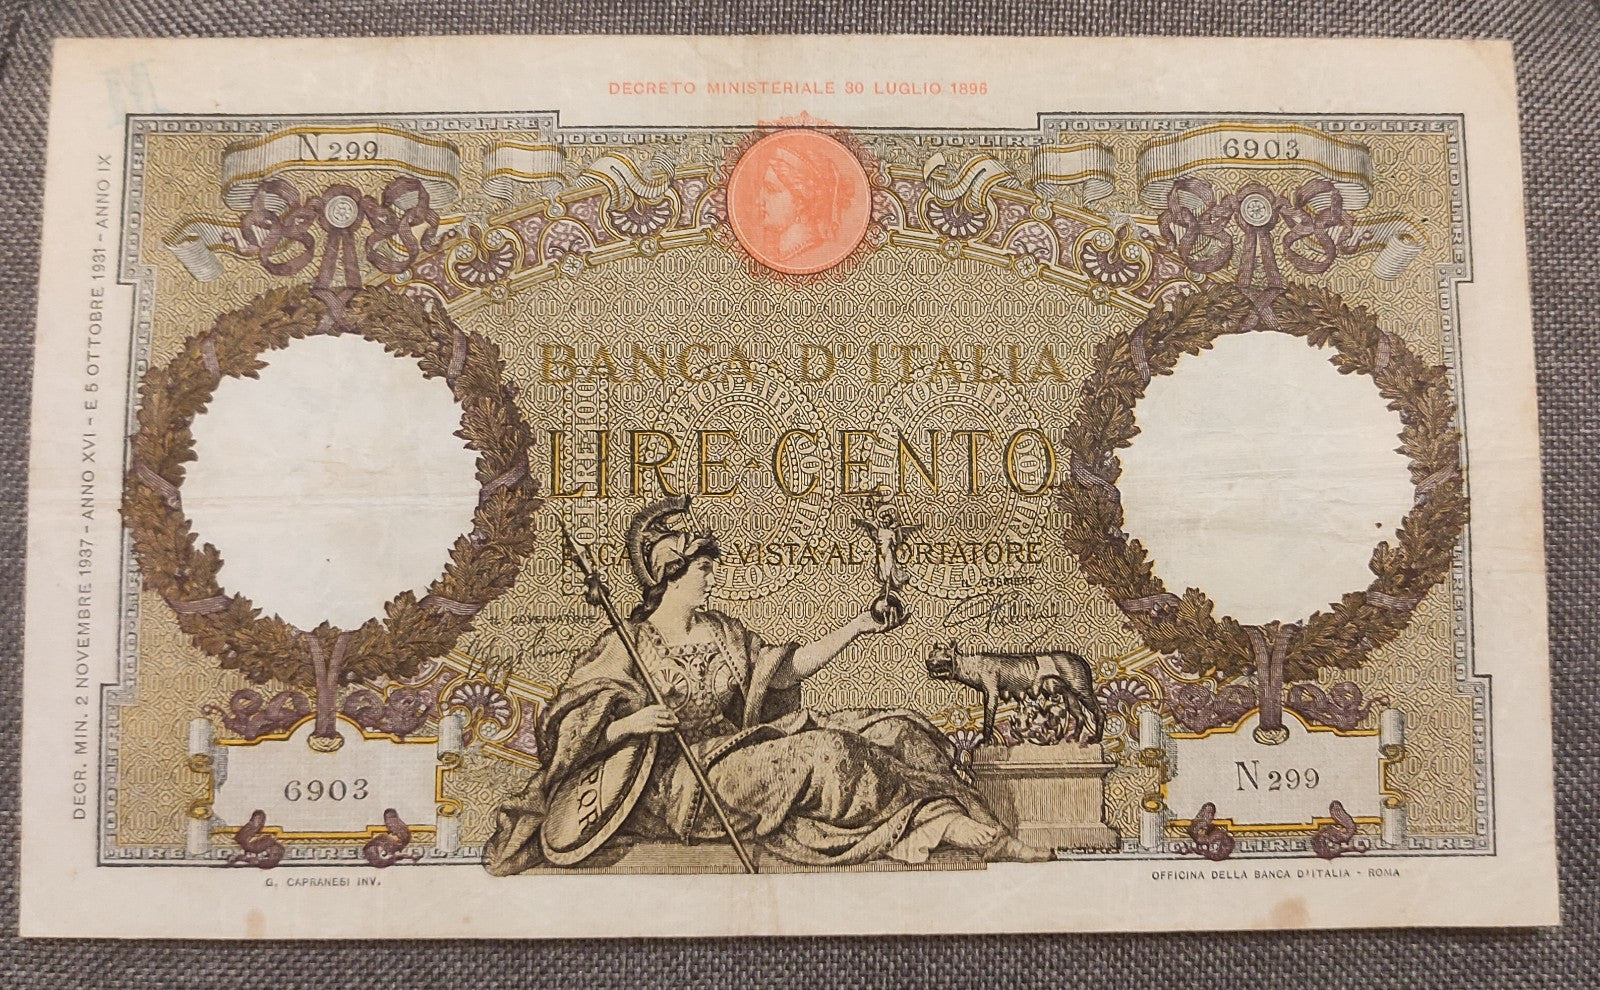 DECRETO MINISTERIALE 30 LUGLIO 1896
N 299
6903
DECR. MIN. 2 NOVEMBRE 1937 - ANNO XVI - E 5 OTTOBRE 1931 - ANNO IX
BANCA D'ITALIA
LIRE CENTO
VISTA AL PORTATORE
IL CASSIERE
IL GOVERNATORE
SPQR
6903
N 299
G. CAPRANESI INV.
OFFICINA DELLA BANCA D'ITALIA - ROMA